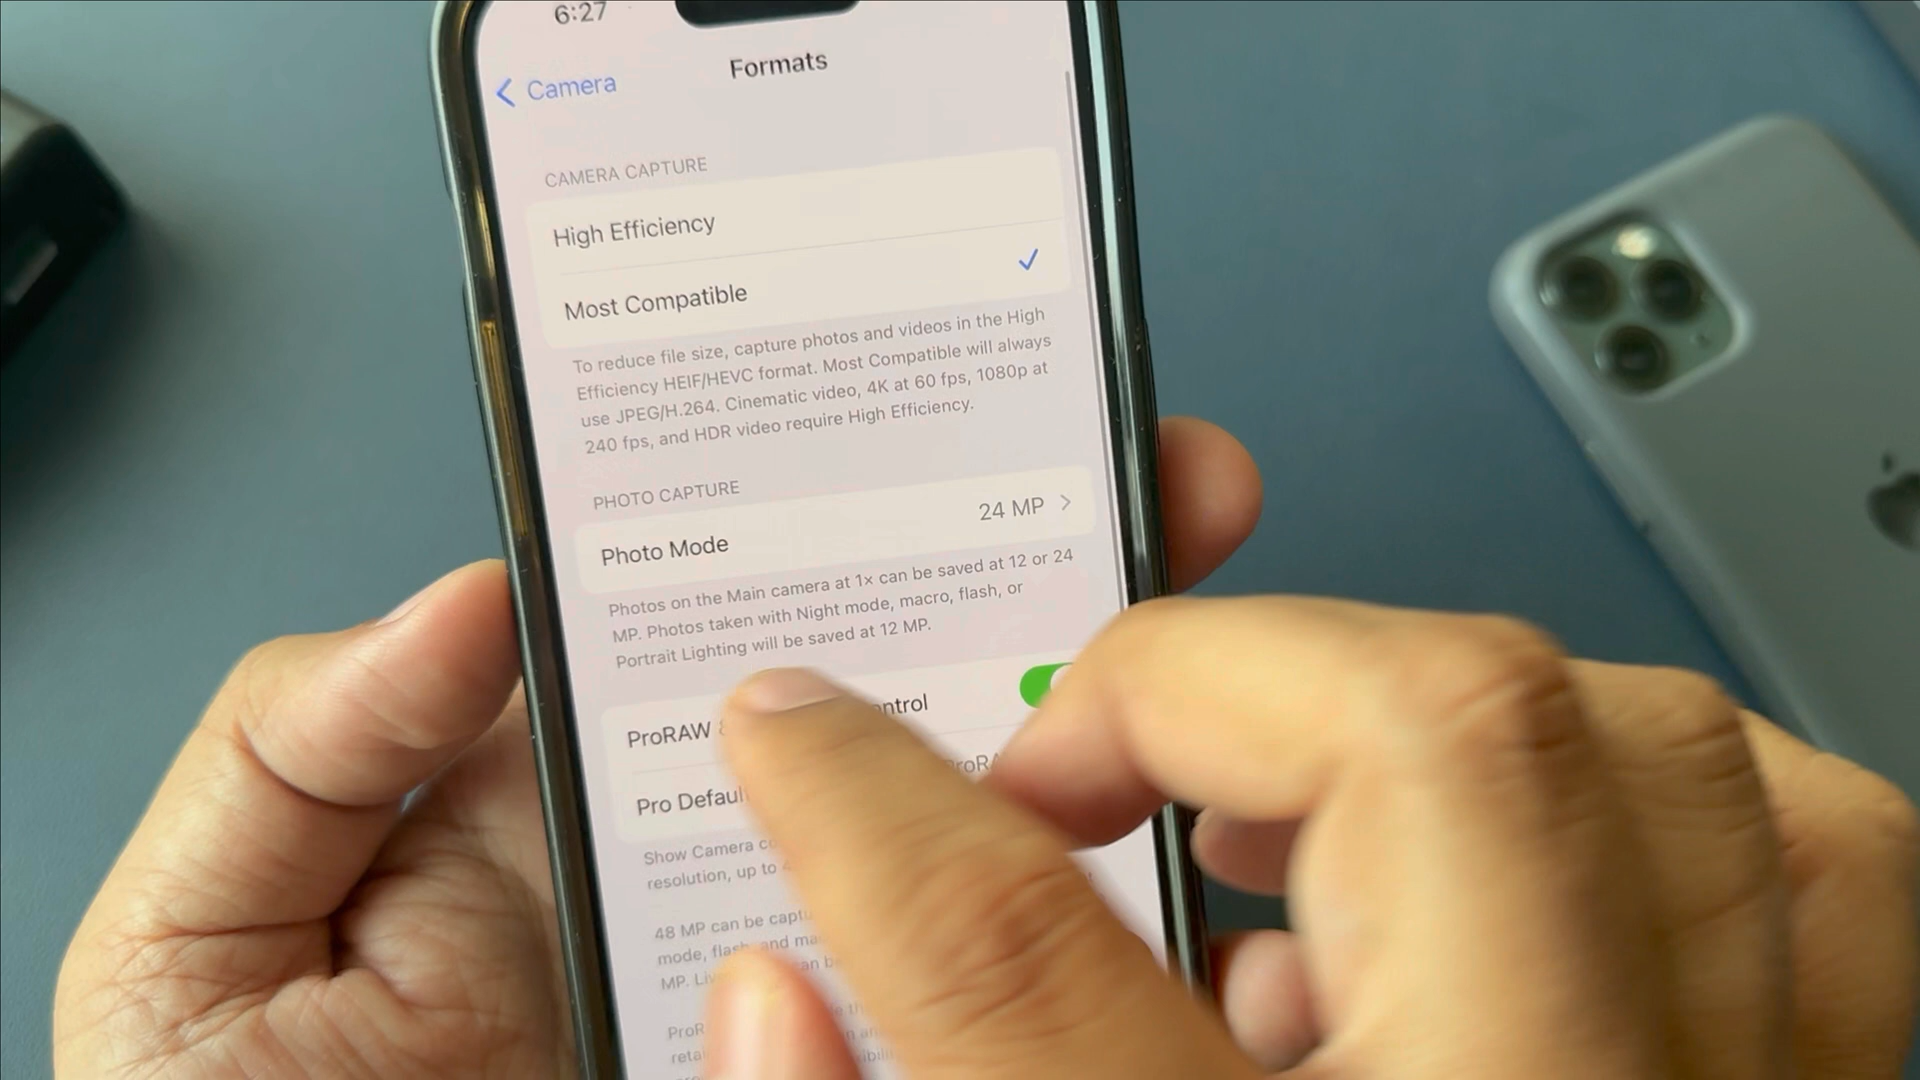 6:27
Camera
Formats
CAMERA CAPTURE
High Efficiency
Most Compatible
To reduce file size, capture photos and videos in the High
Efficiency HEIF/HEVC format. Most Compatible will always
use JPEG/H.264. Cinematic video, 4K at 60 fps, 1080p at
240 fps, and HDR video require High Efficiency.
PHOTO CAPTURE
Photo Mode
24 MP
Photos on the Main camera at 1x can be saved at 12 or 24
MP. Photos taken with Night mode, macro, flash, or
Portrait Lighting will be saved at 12 MP.
ProRAW
Pro
Show Camera
resolution, up to
48 MP can be
mode, flash and
MP.